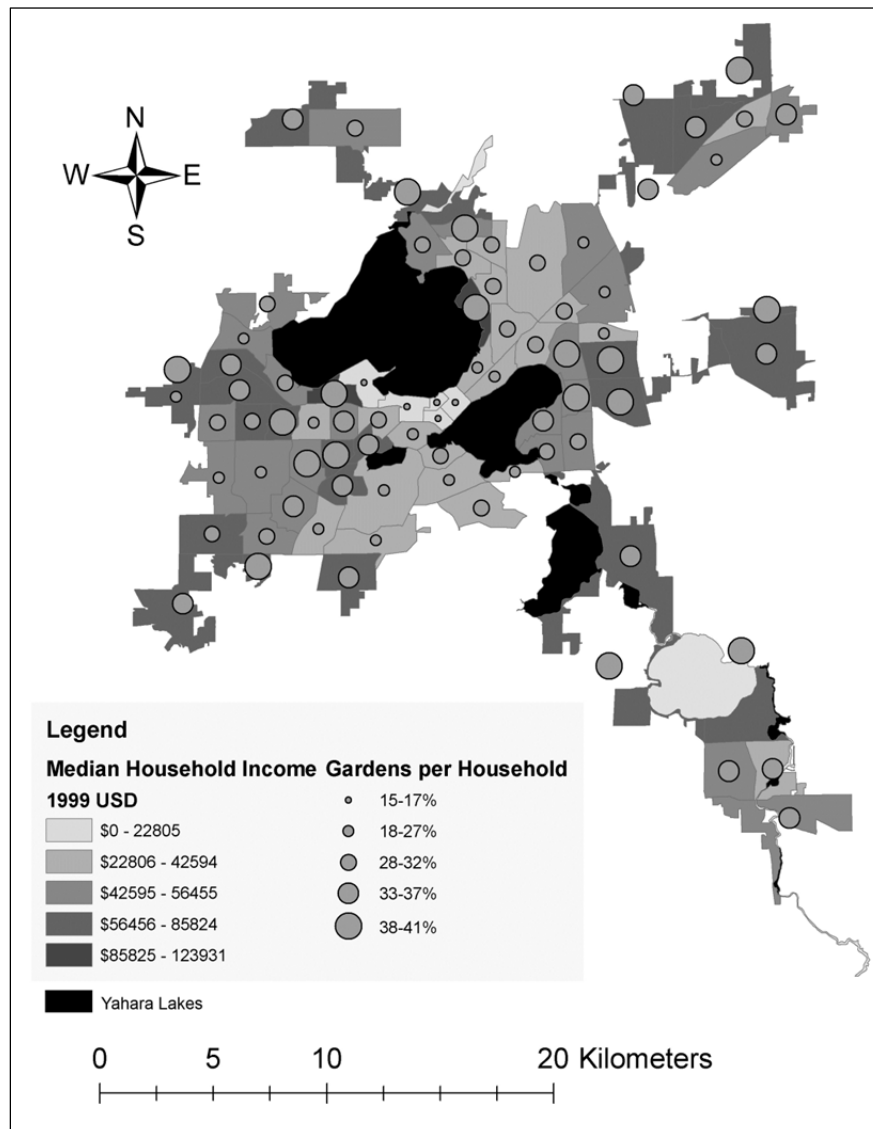 N
W E
S
Legend
Median Household Income Gardens per Household
1999 USD
15-17%
$0 - 22805
18-27%
$22806 - 42594
28-32%
$42595 - 56455
33-37%
$56456 - 85824
38-41%
$85825 - 123931
Yahara Lakes
0 5 10 20 Kilometers